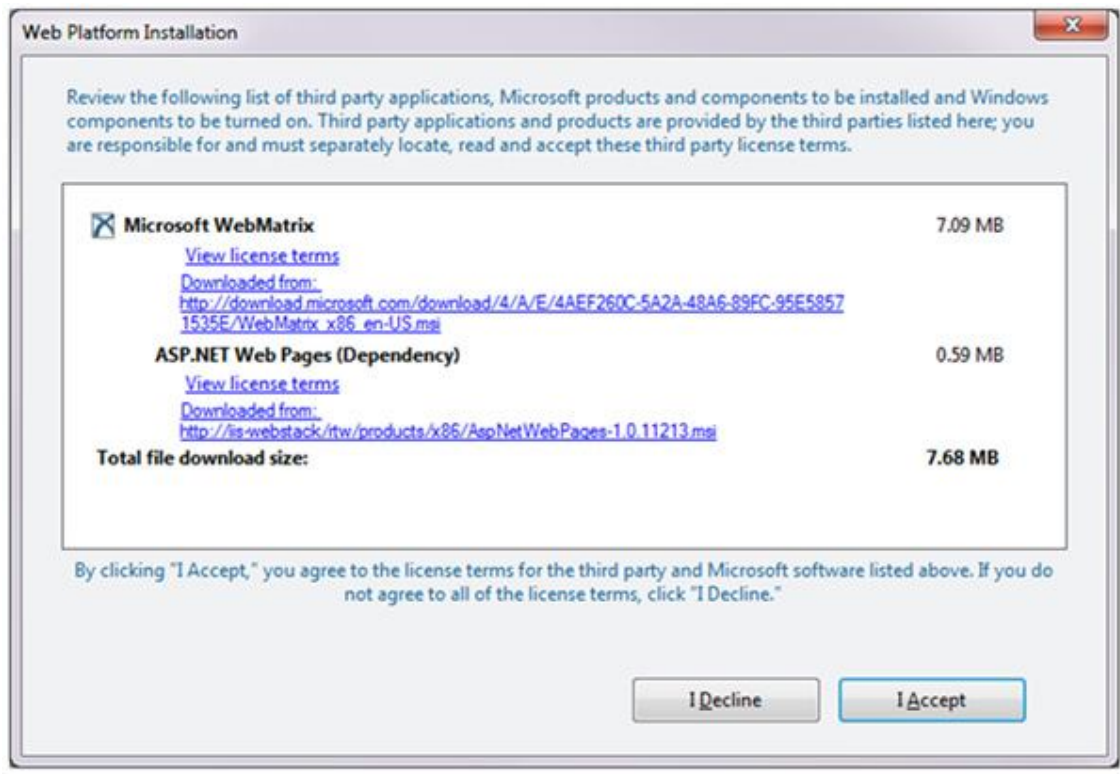 Web Platform Installation
Review the following list of third party applications, Microsoft products and components to be installed and Windows
components to be turned on. Third party applications and products are provided by the third parties listed here; you
are responsible for and must separately locate, read and accept these third party license terms.
Microsoft WebMatrix 7.09 MB
View license terms
Downloaded from:
http://download.microsoft.com/download/4/A/E/4AEF260C-5A2A-48A6-89FC-95E5857
1535E/WebMatrix_x86_en-US.msi
ASP.NET Web Pages (Dependency) 0.59 MB
View license terms
Downloaded from:
http://iis-webstack/rtw/products/x86/AspNetWebPages-1.0.11213.msi
Total file download size: 7.68 MB
By clicking "I Accept," you agree to the license terms for the third party and Microsoft software listed above. If you do
not agree to all of the license terms, click "I Decline."
I Decline I Accept